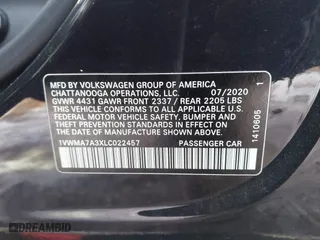 MFD BY VOLKSWAGEN GROUP OF AMERICA
CHATTANOOGA OPERATIONS, LLC. 07/2020 1
GVWR 4431 GAWR FRONT 2337 / REAR 2205 LBS
THIS VEHICLE CONFORMS TO ALL APPLICABLE U.S.
FEDERAL MOTOR VEHICLE SAFETY, BUMPER, AND
THEFT PREVENTION STANDARDS IN EFFECT ON THE
DATE OF MANUFACTURE SHOWN ABOVE.
1VWMA7A3XLC022457 PASSENGER CAR
1410605
© DREAMBID